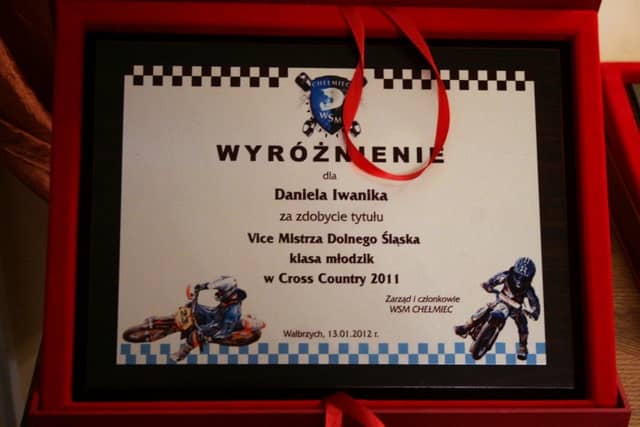 CHEŁMIEC
WSM
WYRÓŻNIENIE
dla
Daniela Iwanika
za zdobycie tytułu
Vice Mistrza Dolnego Śląska
klasa młodzik
w Cross Country 2011
Zarząd i członkowie
WSM CHEŁMIEC
Wałbrzych, 13.01.2012 r.